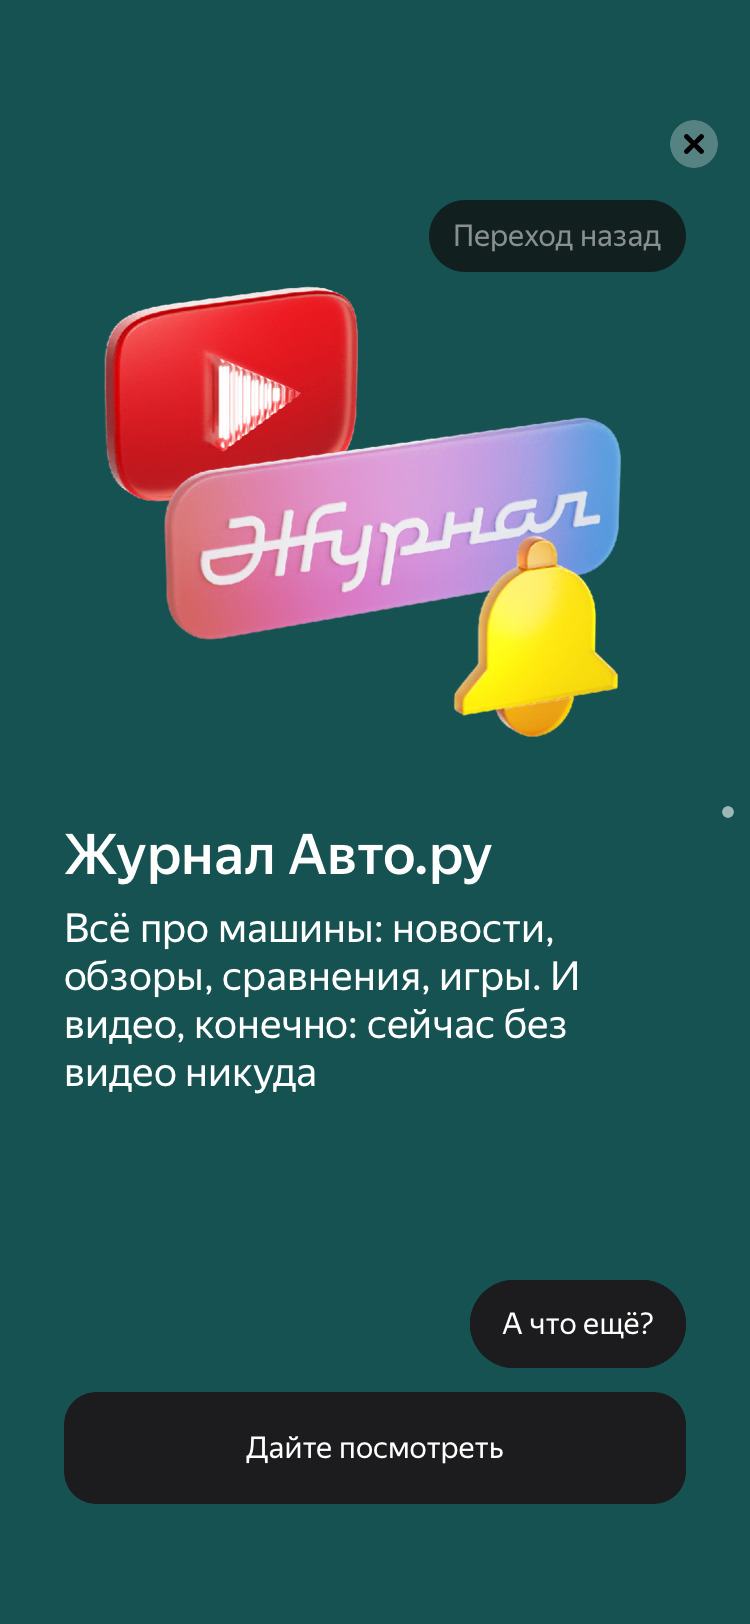 Переход назад
Журнал
Журнал Авто.ру
Всё про машины: новости,
обзоры, сравнения, игры. И
видео, конечно: сейчас без
видео никуда
А что ещё?
Дайте посмотреть